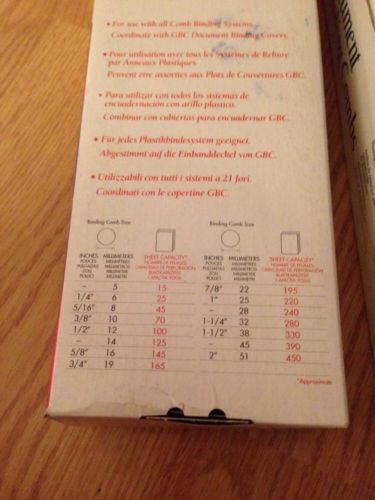 • For use with all Comb Binding Systems.
Coordinate with GBC Document Binding Covers.
• Pour utilisation avec tous les Systèmes de Reliure
par Anneaux Plastiques.
Peuvent être assorties aux Plats de Couvertures GBC.
• Para utilizar con todos los sistemas de
encuadernación con arillo plastico.
Combinar con cubiertas para encuadernar GBC.
• Für jedes Plastikbindesystem geeignet.
Abgestimmt auf die Einbanddeckel von GBC.
• Utilizzabili con tutti i sistemi a 21 fori.
Coordinati con le copertine GBC.
Binding Comb Size Binding Comb Size
INCHES MILLIMETERS SHEET CAPACITY* INCHES MILLIMETERS SHEET CAPACITY*
– 5 15 7/8" 22 195
1/4" 6 25 1" 25 220
5/16" 8 45 – 28 240
3/8" 10 70 1-1/4" 32 280
1/2" 12 100 1-1/2" 38 330
– 14 125 – 45 390
5/8" 16 145 2" 51 450
3/4" 19 165
*Approximate